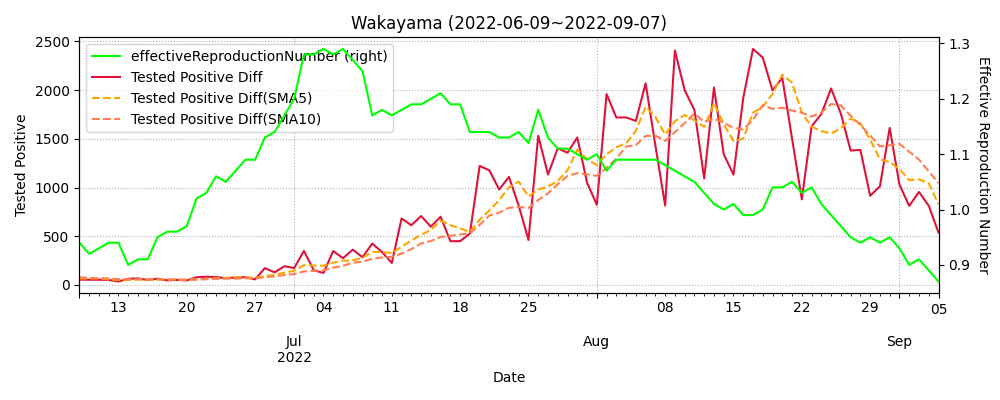 Wakayama (2022-06-09~2022-09-07)
effectiveReproductionNumber (right)
Tested Positive Diff
Tested Positive Diff(SMA5)
Tested Positive Diff(SMA10)
Tested Positive
2500
2000
1500
1000
500
0
1.3
1.2
1.1
1.0
0.9
Effective Reproduction Number
13 20 27 04 11 18 25 08 15 22 29 05
Jul Aug Sep
2022
Date